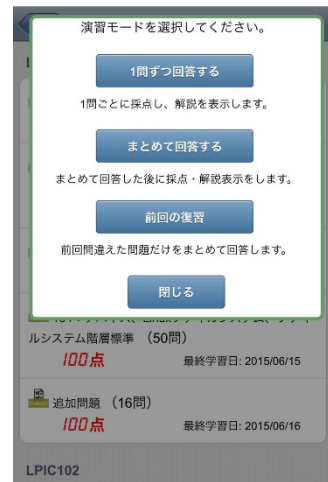 演習モードを選択してください。
1問ずつ回答する
1問ごとに採点し、解説を表示します。
まとめて回答する
まとめて回答した後に採点・解説表示をします。
前回の復習
前回間違えた問題だけをまとめて回答します。
閉じる
ルシステム階層標準 （50問）
100点
最終学習日: 2015/06/15
追加問題 （16問）
100点
最終学習日: 2015/06/16
LPIC102